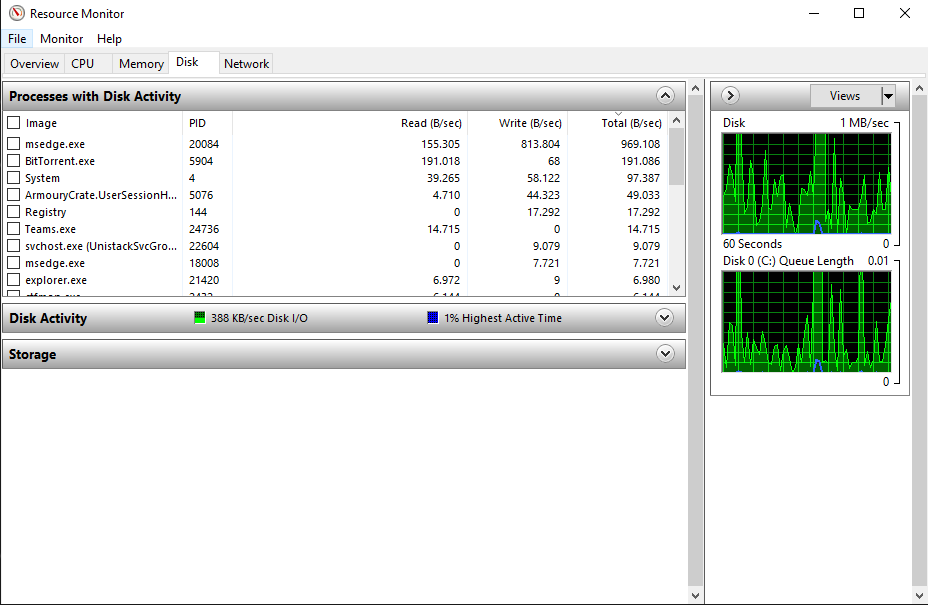 Resource Monitor
File Monitor Help
Overview CPU Memory Disk Network
Processes with Disk Activity
Image PID Read (B/sec) Write (B/sec) Total (B/sec)
msedge.exe 20084 155.305 813.804 969.108
BitTorrent.exe 5904 191.018 68 191.086
System 4 39.265 58.122 97.387
ArmouryCrate.UserSessionH... 5076 4.710 44.323 49.033
Registry 144 0 17.292 17.292
Teams.exe 24736 14.715 0 14.715
svchost.exe (UnistackSvcGro... 22604 0 9.079 9.079
msedge.exe 18008 0 7.721 7.721
explorer.exe 21420 6.972 9 6.980
Disk Activity 388 KB/sec Disk I/O 1% Highest Active Time
Storage
Views
Disk 1 MB/sec
60 Seconds 0
Disk 0 (C:) Queue Length 0.01
0